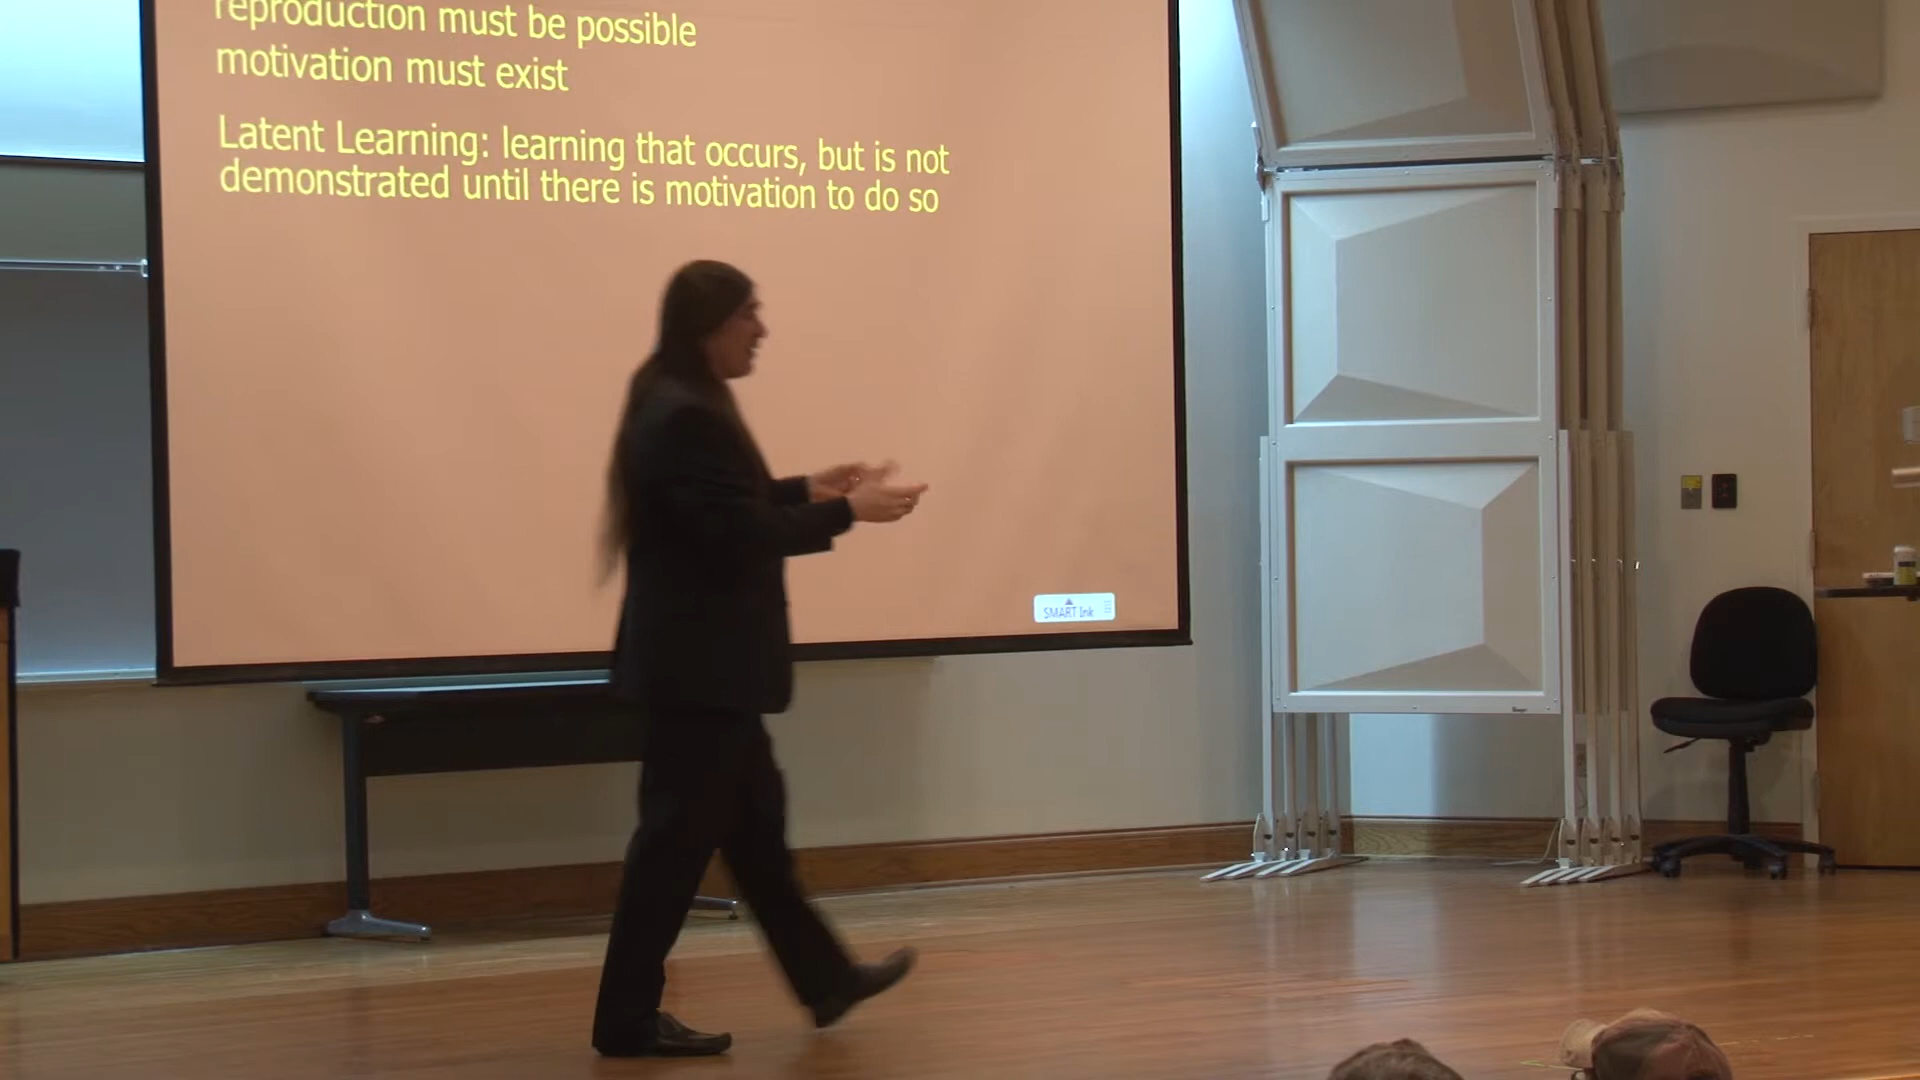 reproduction must be possible
motivation must exist
Latent Learning: learning that occurs, but is not
demonstrated until there is motivation to do so
SMART Ink